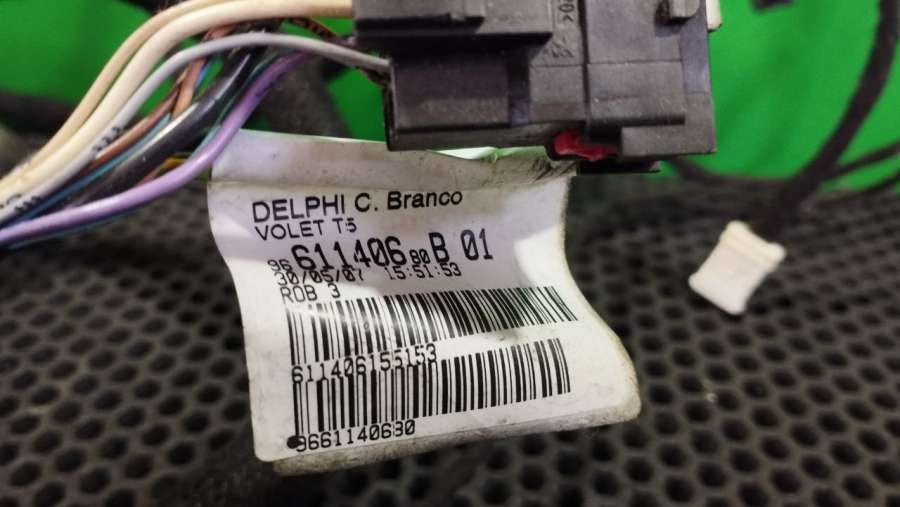 DELPHI C. Branco
VOLET T5
96 611406 80 B 01
30/05/07 15:51:53
ROB 3
611406155153
9661140680